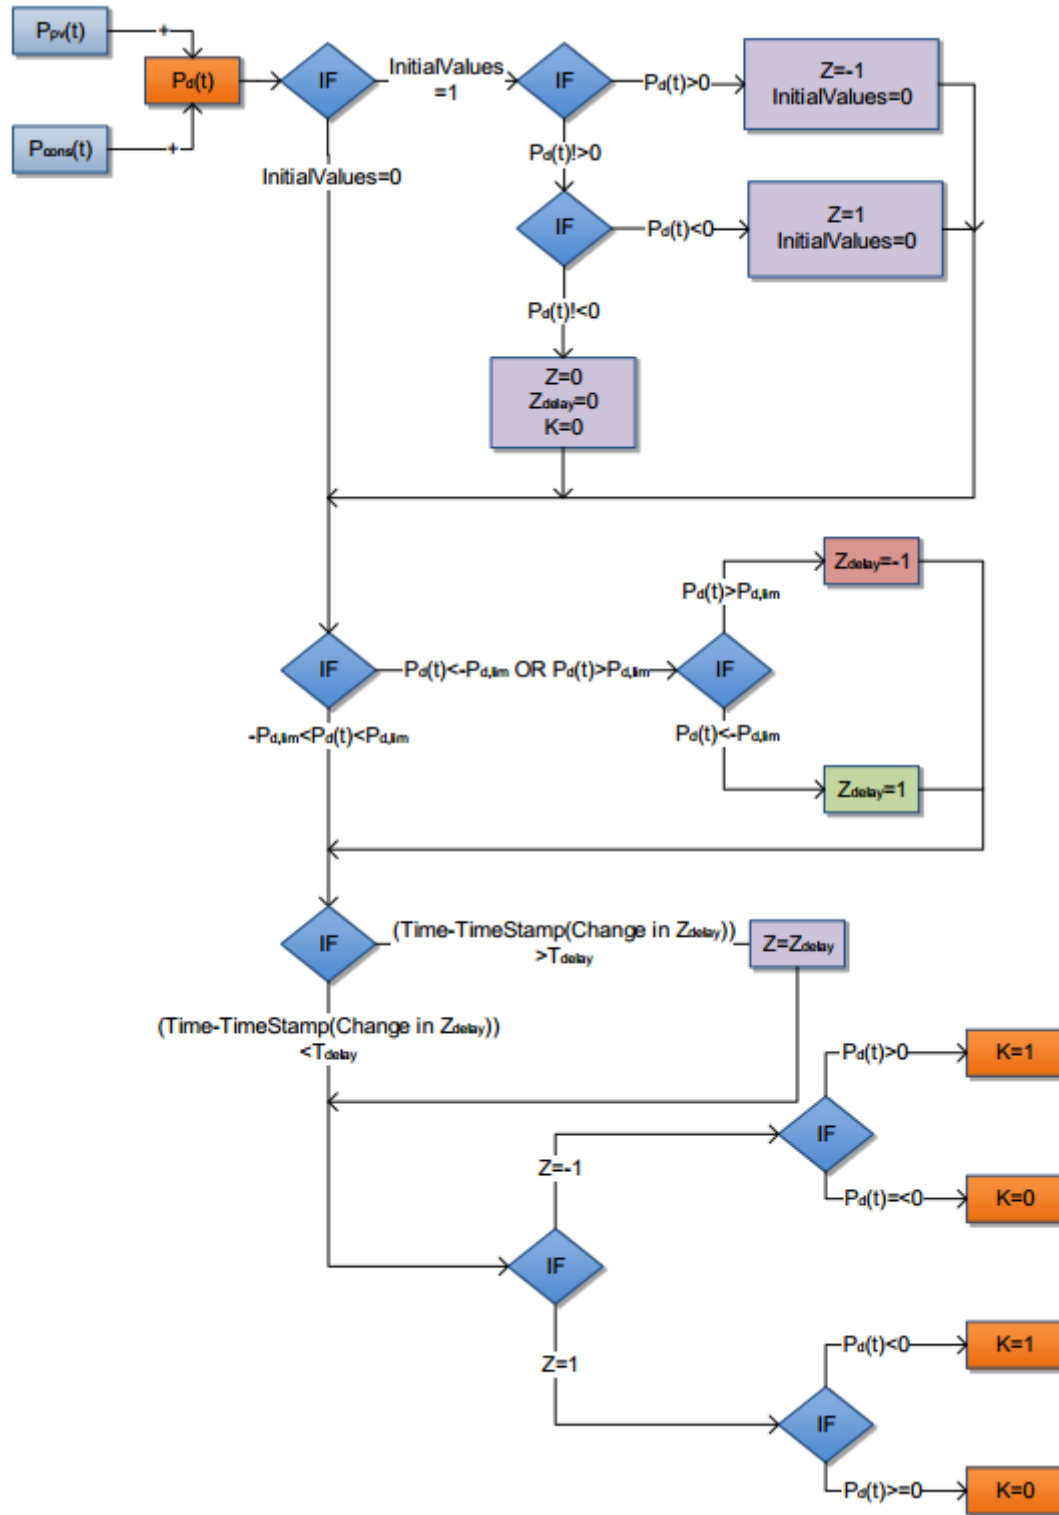 Ppv(t)
+
Pd(t)
Pcons(t)
+
IF
InitialValues
=1
IF
Pd(t)>0
Z=-1
InitialValues=0
Pd(t)!>0
InitialValues=0
IF
Pd(t)<0
Z=1
InitialValues=0
Pd(t)!<0
Z=0
Zdelay=0
K=0
Zdelay=-1
Pd(t)>Pd,lim
IF
Pd(t)<-Pd,lim OR Pd(t)>Pd,lim
IF
-Pd,lim<Pd(t)<Pd,lim
Pd(t)<-Pd,lim
Zdelay=1
IF
(Time-TimeStamp(Change in Zdelay))
>Tdelay
Z=Zdelay
(Time-TimeStamp(Change in Zdelay))
<Tdelay
Pd(t)>0
K=1
IF
Z=-1
Pd(t)=<0
K=0
IF
Z=1
Pd(t)<0
K=1
IF
Pd(t)>=0
K=0